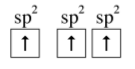 sp² sp² sp²
↑ ↑ ↑